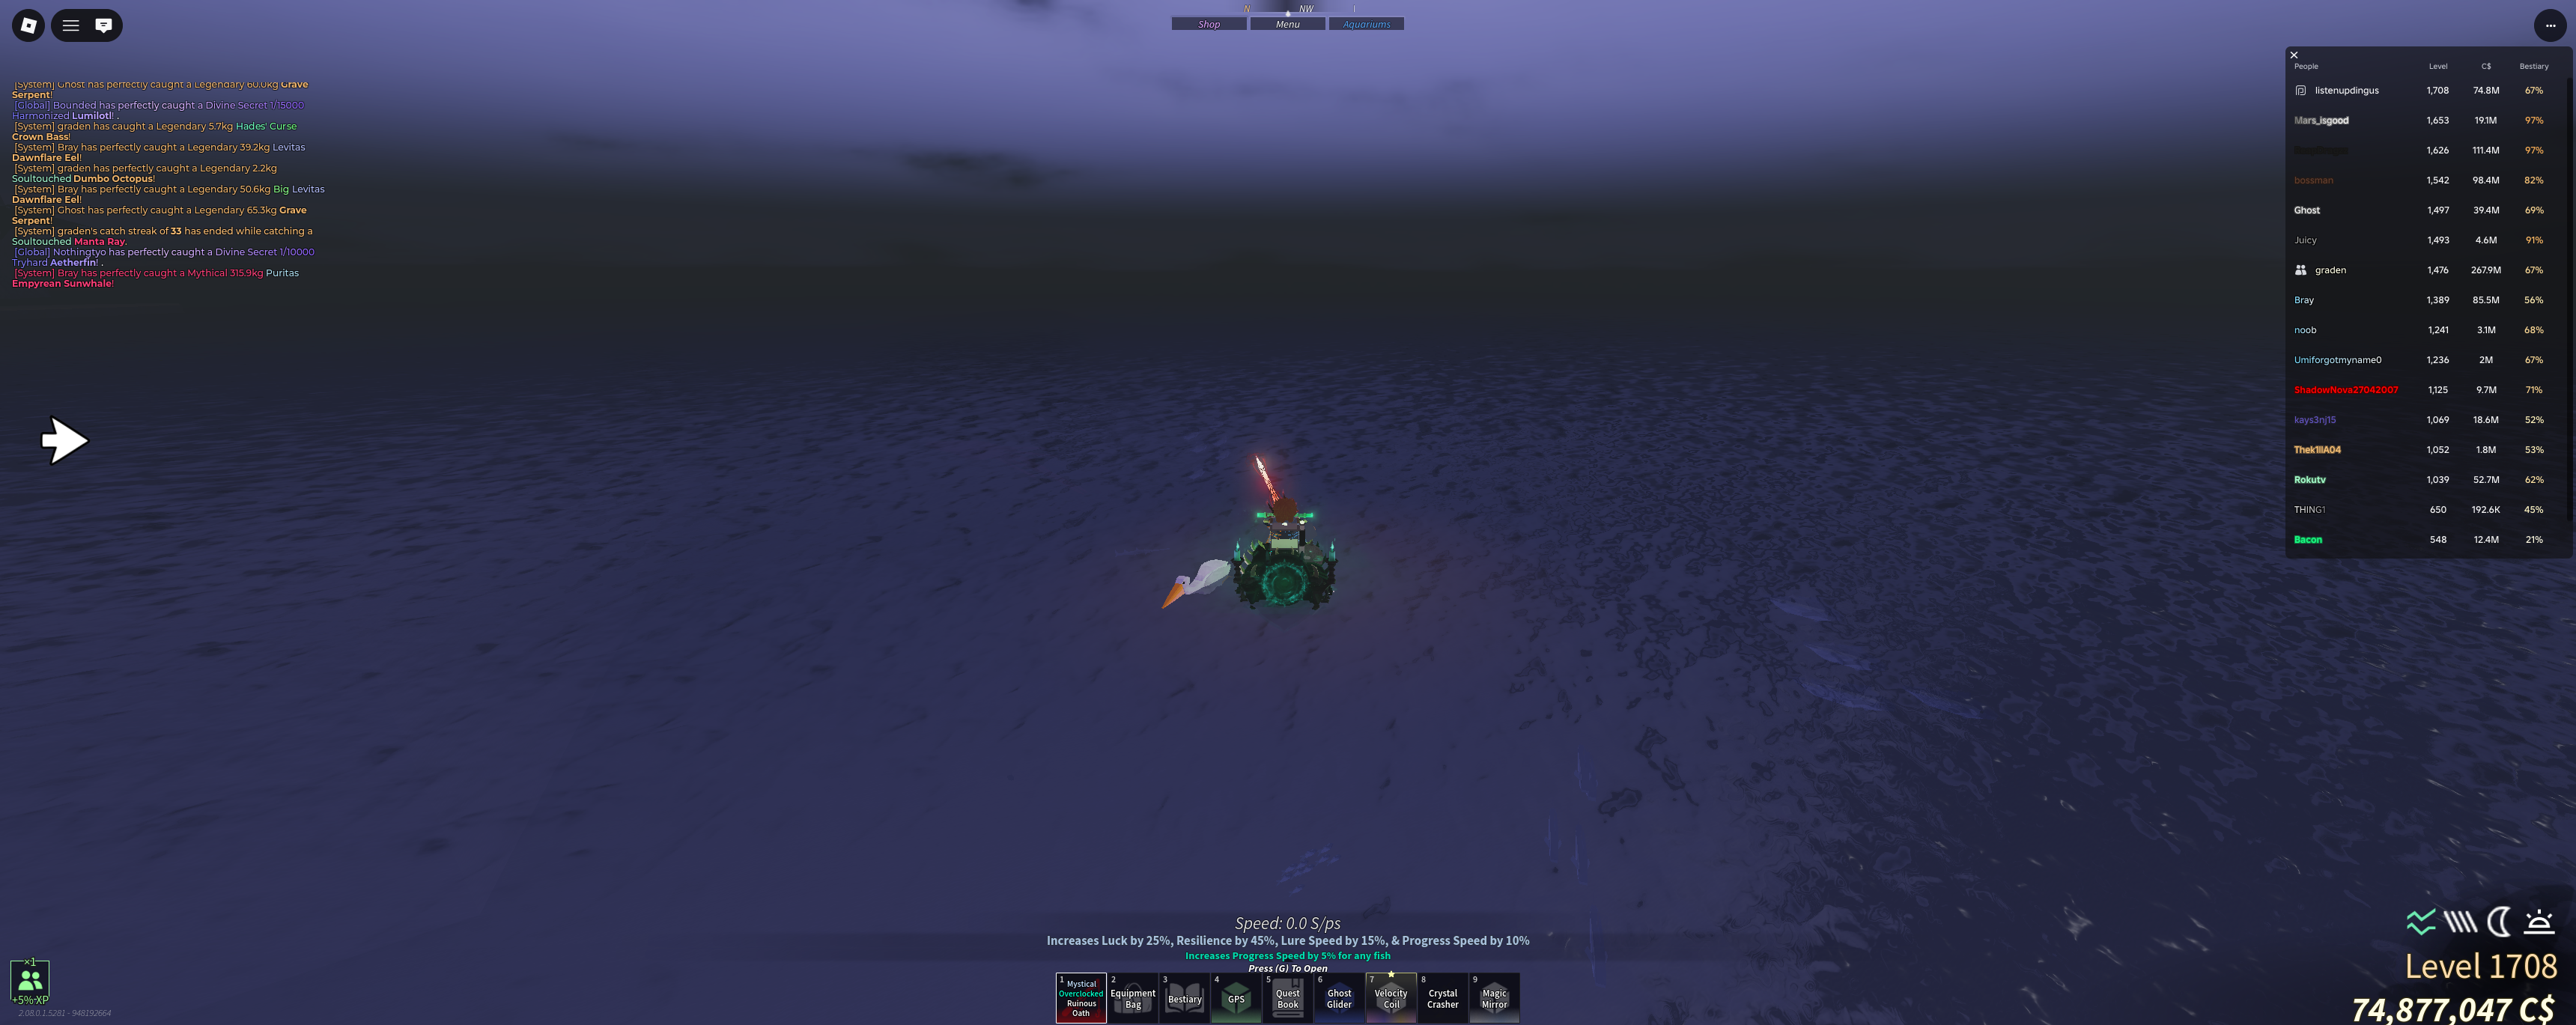 N NW
Shop Menu Aquariums
[System] Ghost has perfectly caught a Legendary 60.0kg Grave
Serpent!
[Global] Bounded has perfectly caught a Divine Secret 1/15000
Harmonized Lumilotl! .
[System] graden has caught a Legendary 5.7kg Hades' Curse
Crown Bass!
[System] Bray has perfectly caught a Legendary 39.2kg Levitas
Dawnflare Eel!
[System] graden has perfectly caught a Legendary 2.2kg
Soultouched Dumbo Octopus!
[System] Bray has perfectly caught a Legendary 50.6kg Big Levitas
Dawnflare Eel!
[System] Ghost has perfectly caught a Legendary 65.3kg Grave
Serpent!
[System] graden's catch streak of 33 has ended while catching a
Soultouched Manta Ray.
[Global] Nothingtyo has perfectly caught a Divine Secret 1/10000
Tryhard Aetherfin! .
[System] Bray has perfectly caught a Mythical 315.9kg Puritas
Empyrean Sunwhale!
People Level C$ Bestiary
listenupdingus 1,708 74.8M 67%
Mars_isgood 1,653 19.1M 97%
1,626 111.4M 97%
bossman 1,542 98.4M 82%
Ghost 1,497 39.4M 69%
Juicy 1,493 4.6M 91%
graden 1,476 267.9M 67%
Bray 1,389 85.5M 56%
noob 1,241 3.1M 68%
Umiforgotmyname0 1,236 2M 67%
ShadowNova27042007 1,125 9.7M 71%
kays3nj15 1,069 18.6M 52%
1,052 1.8M 53%
Rokutv 1,039 52.7M 62%
THING1 650 192.6K 45%
Bacon 548 12.4M 21%
Speed: 0.0 S/ps
Increases Luck by 25%, Resilience by 45%, Lure Speed by 15%, & Progress Speed by 10%
Increases Progress Speed by 5% for any fish
Press (G) To Open
1 Mystical Overclocked Ruinous Oath
2 Equipment Bag
3 Bestiary
4 GPS
5 Quest Book
6 Ghost Glider
7 Velocity Coil
8 Crystal Crasher
9 Magic Mirror
x1
+5% XP
2.08.0.1.5281 - 948192664
Level 1708
74,877,047 C$